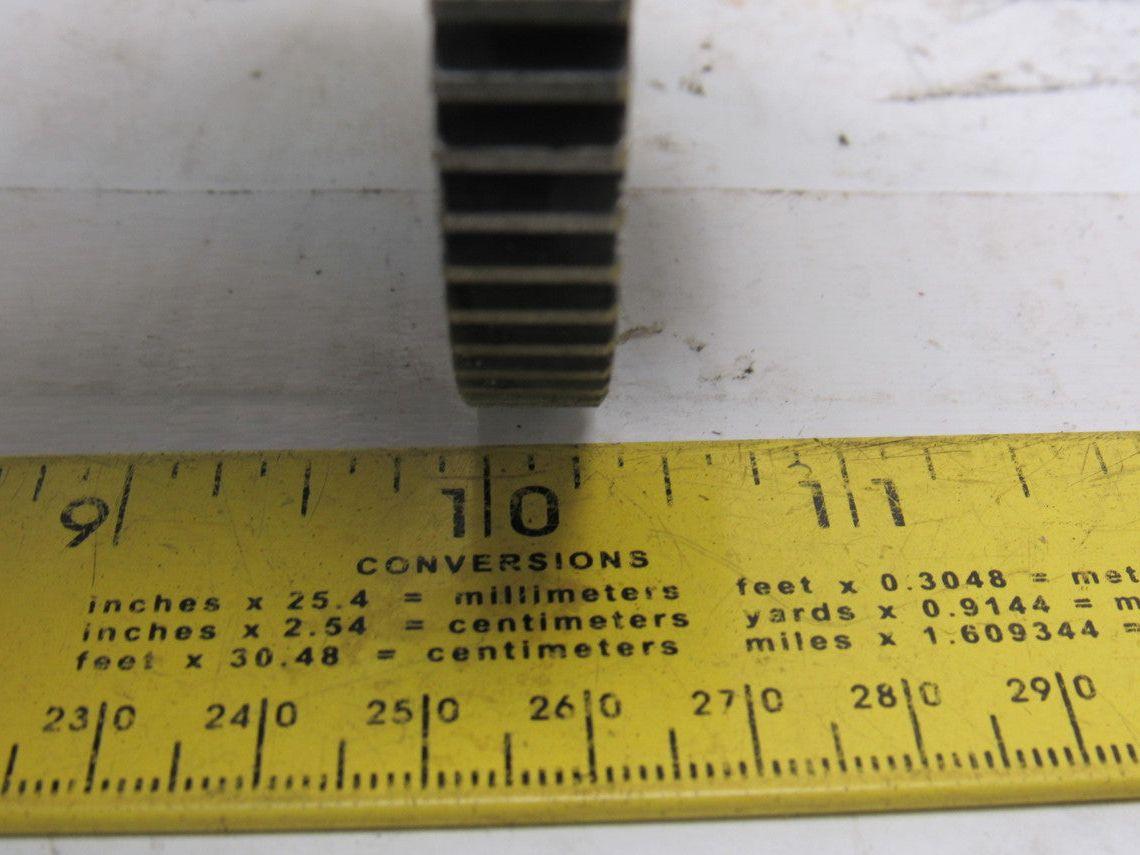 9 10 11
CONVERSIONS
inches x 25.4 = millimeters
inches x 2.54 = centimeters
feet x 30.48 = centimeters
feet x 0.3048 = met
yards x 0.9144 = m
miles x 1.609344 =
230 240 250 260 270 280 290